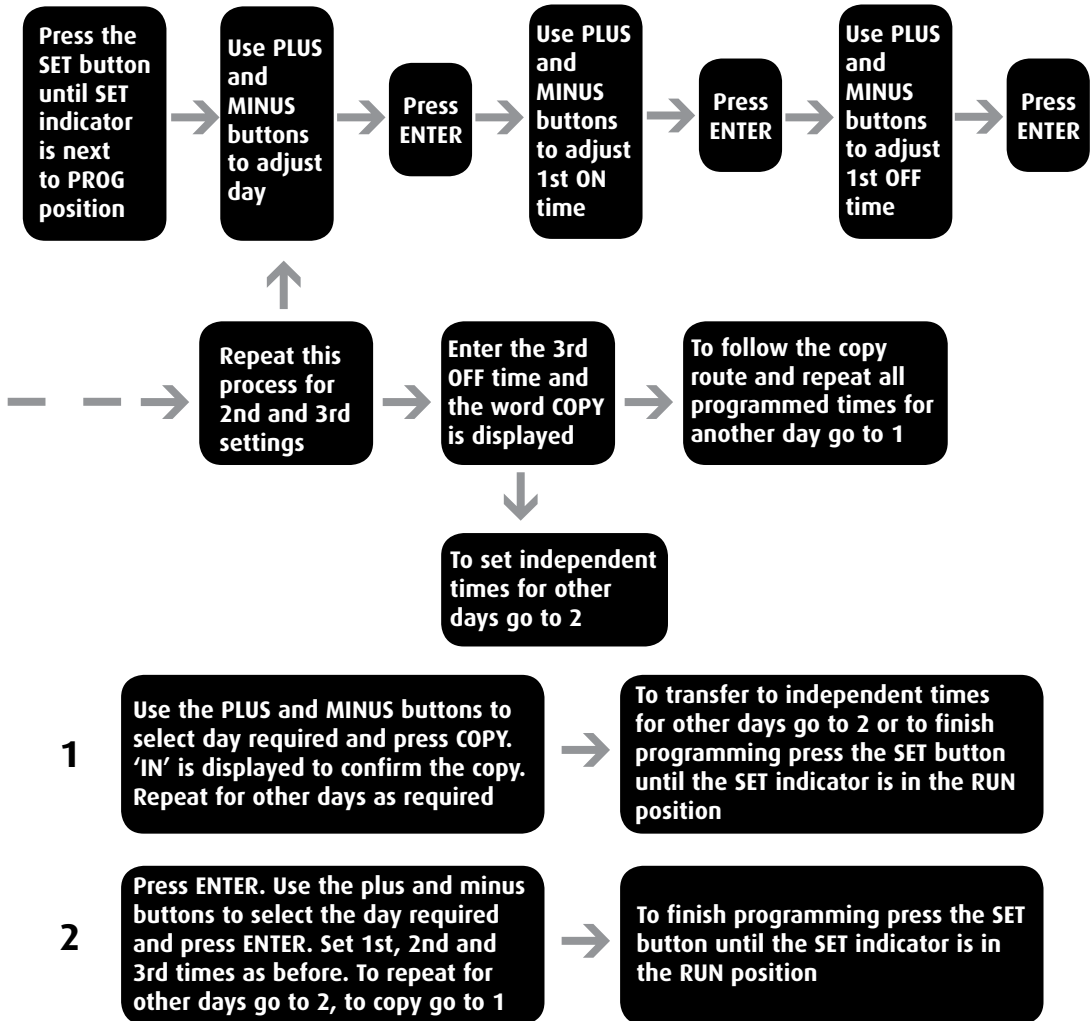 Press the
SET button
until SET
indicator
is next
to PROG
position
Use PLUS
and
MINUS
buttons
to adjust
day
Press
ENTER
Use PLUS
and
MINUS
buttons
to adjust
1st ON
time
Press
ENTER
Use PLUS
and
MINUS
buttons
to adjust
1st OFF
time
Press
ENTER
Repeat this
process for
2nd and 3rd
settings
Enter the 3rd
OFF time and
the word COPY
is displayed
To follow the copy
route and repeat all
programmed times for
another day go to 1
To set independent
times for other
days go to 2
1
Use the PLUS and MINUS buttons to
select day required and press COPY.
‘IN’ is displayed to confirm the copy.
Repeat for other days as required
To transfer to independent times
for other days go to 2 or to finish
programming press the SET button
until the SET indicator is in the RUN
position
2
Press ENTER. Use the plus and minus
buttons to select the day required
and press ENTER. Set 1st, 2nd and
3rd times as before. To repeat for
other days go to 2, to copy go to 1
To finish programming press the SET
button until the SET indicator is in
the RUN position